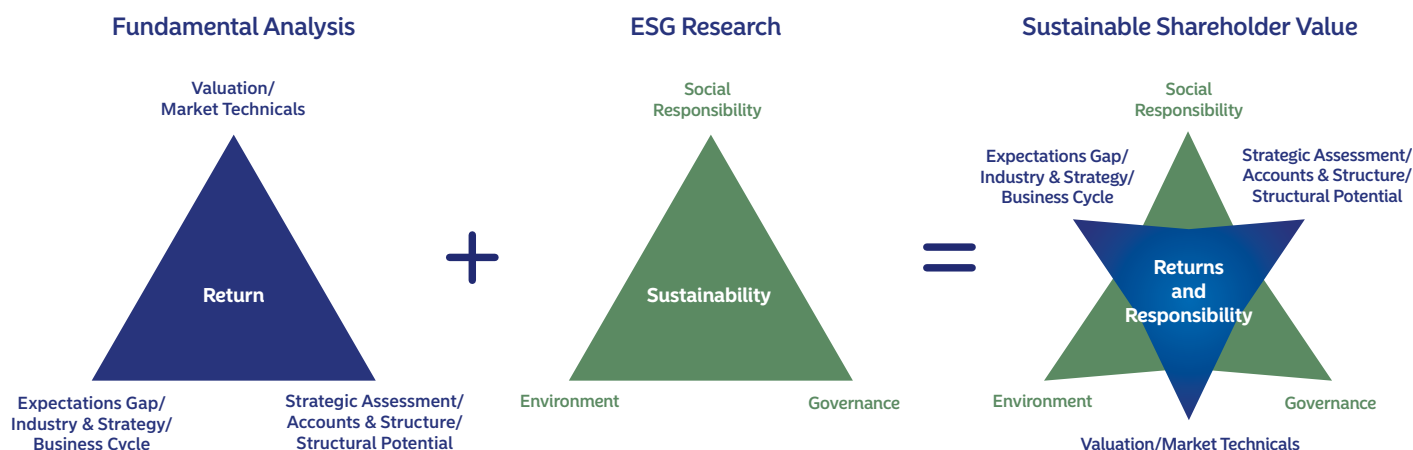 Fundamental Analysis
Valuation/
Market Technicals
Return
Expectations Gap/
Industry & Strategy/
Business Cycle
Strategic Assessment/
Accounts & Structure/
Structural Potential
+
ESG Research
Social
Responsibility
Sustainability
Environment
Governance
=
Sustainable Shareholder Value
Social
Responsibility
Expectations Gap/
Industry & Strategy/
Business Cycle
Strategic Assessment/
Accounts & Structure/
Structural Potential
Returns
and
Responsibility
Environment
Governance
Valuation/Market Technicals